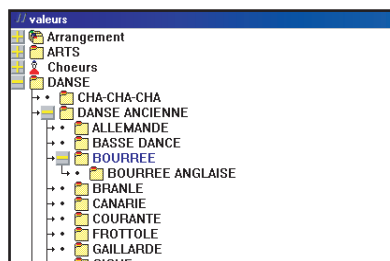 // valeurs
Arrangement
ARTS
Choeurs
DANSE
CHA-CHA-CHA
DANSE ANCIENNE
ALLEMANDE
BASSE DANCE
BOURREE
BOURREE ANGLAISE
BRANLE
CANARIE
COURANTE
FROTTOLE
GAILLARDE